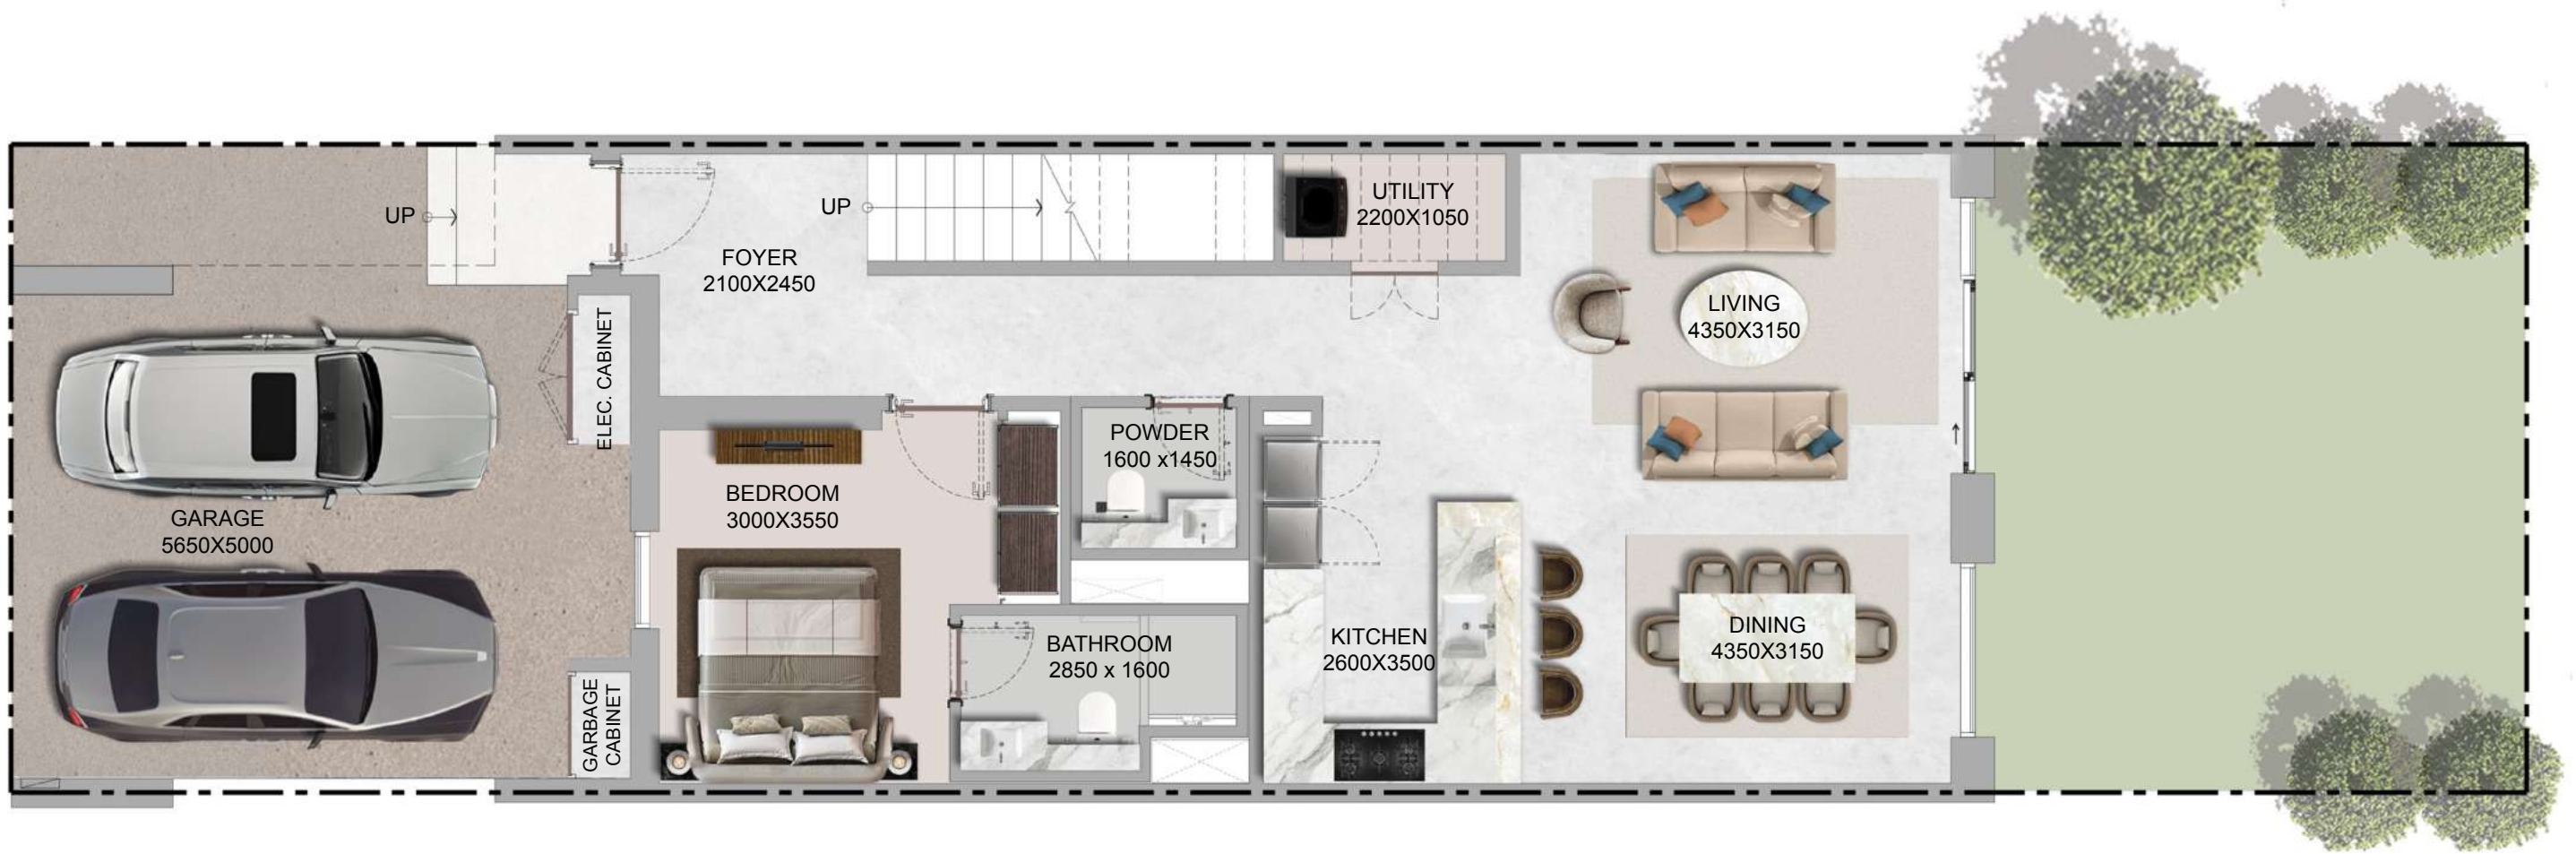 UP
UP
UTILITY
2200X1050
FOYER
2100X2450
LIVING
4350X3150
ELEC. CABINET
POWDER
1600 x1450
BEDROOM
3000X3550
GARAGE
5650X5000
BATHROOM
2850 x 1600
KITCHEN
2600X3500
DINING
4350X3150
GARBAGE
CABINET